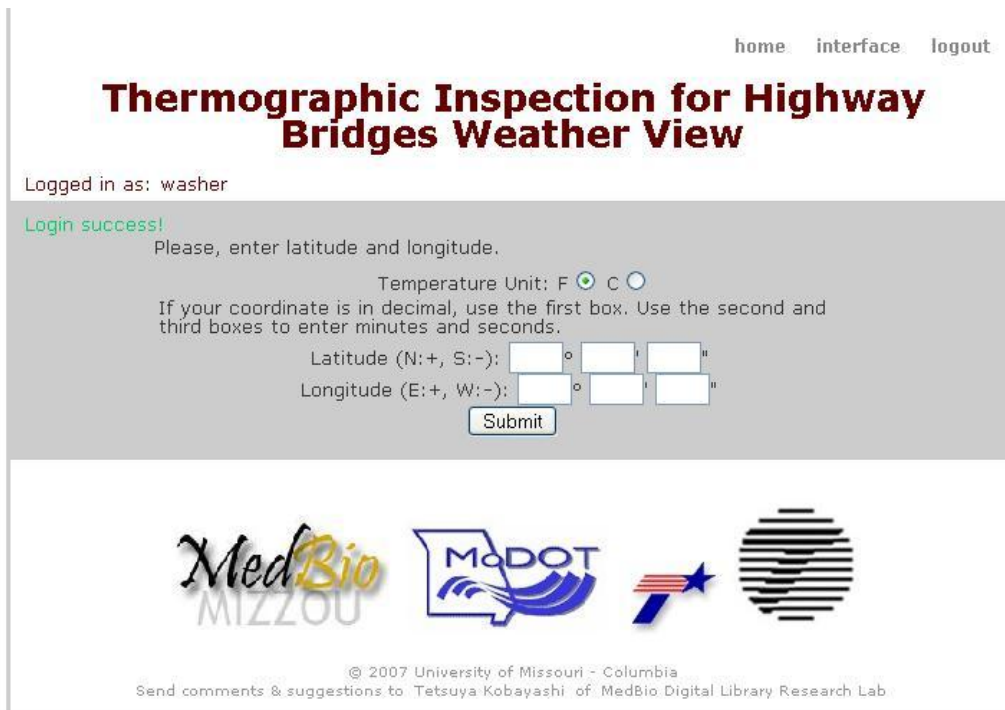 home interface logout
Thermographic Inspection for Highway
Bridges Weather View
Logged in as: washer
Login success!
Please, enter latitude and longitude.
Temperature Unit: F C
If your coordinate is in decimal, use the first box. Use the second and
third boxes to enter minutes and seconds.
Latitude (N:+, S:-): ° ' "
Longitude (E:+, W:-): ° ' "
Submit
MedBio
MIZZOU
MoDOT
© 2007 University of Missouri - Columbia
Send comments & suggestions to Tetsuya Kobayashi of MedBio Digital Library Research Lab